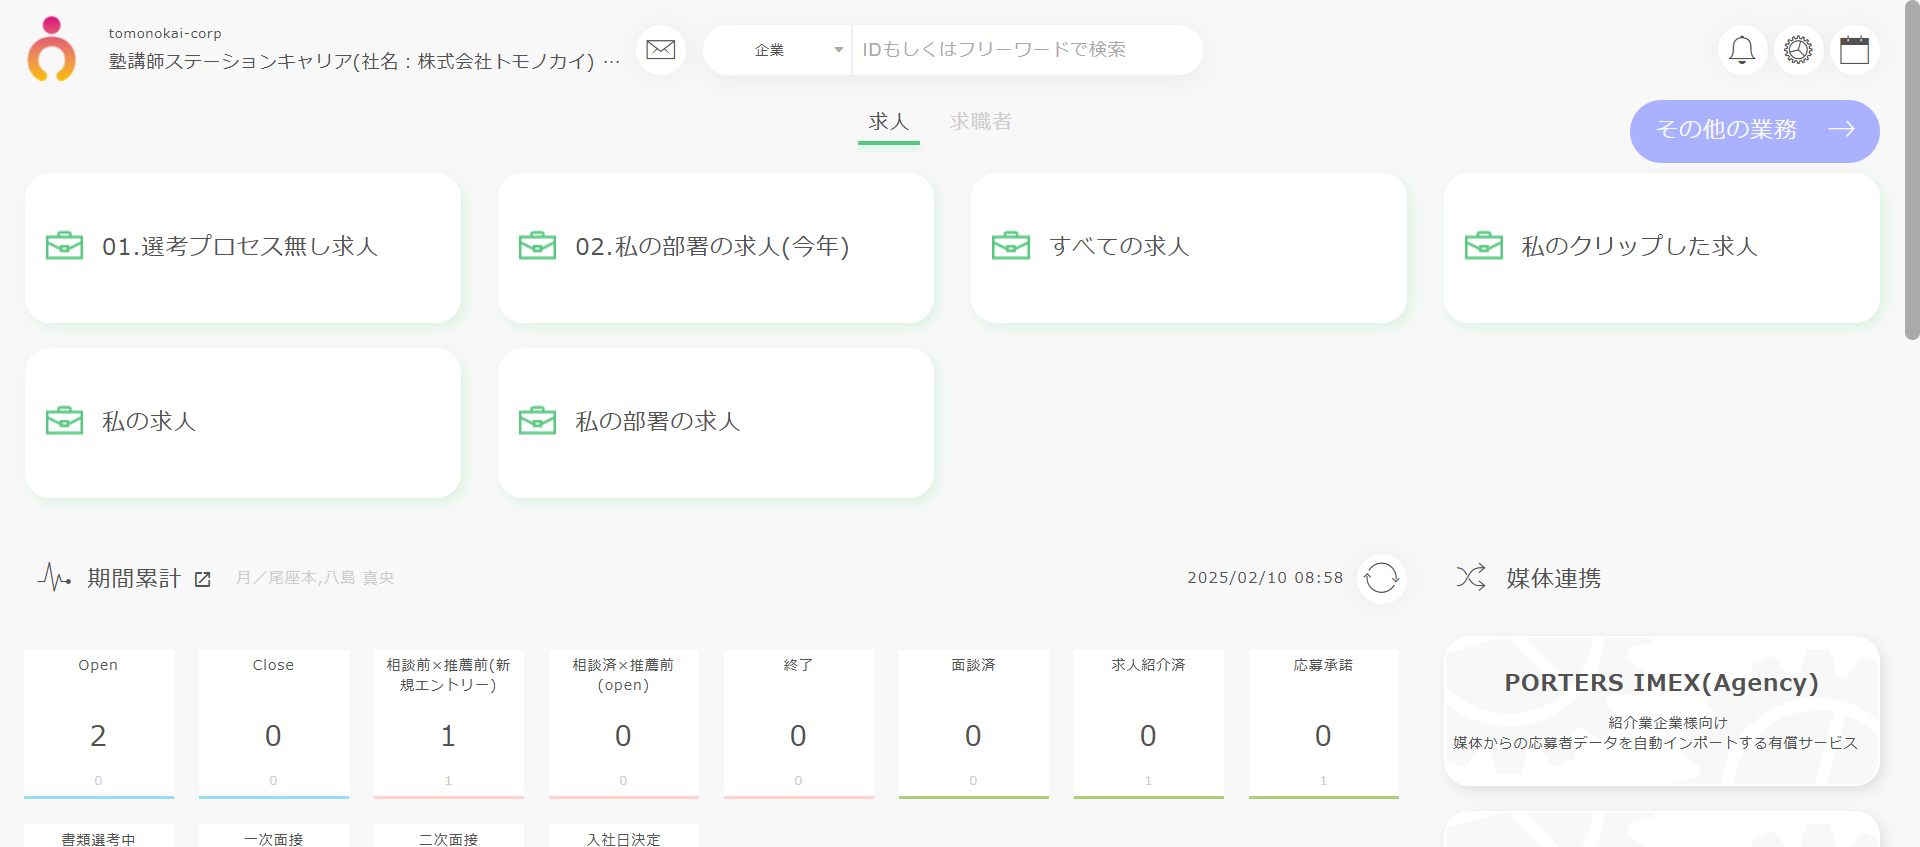 tomonokai-corp
塾講師ステーションキャリア(社名：株式会社トモノカイ) …
企業
IDもしくはフリーワードで検索
求人
求職者
その他の業務
01.選考プロセス無し求人
02.私の部署の求人(今年)
すべての求人
私のクリップした求人
私の求人
私の部署の求人
期間累計
月／尾座本,八島 真央
2025/02/10 08:58
媒体連携
Open
2
0
Close
0
0
相談前×推薦前(新
規エントリー)
1
1
相談済×推薦前
(open)
0
0
終了
0
0
面談済
0
0
求人紹介済
0
1
応募承諾
0
1
PORTERS IMEX(Agency)
紹介業企業様向け
媒体からの応募者データを自動インポートする有償サービス
書類選考中
一次面接
二次面接
入社日決定